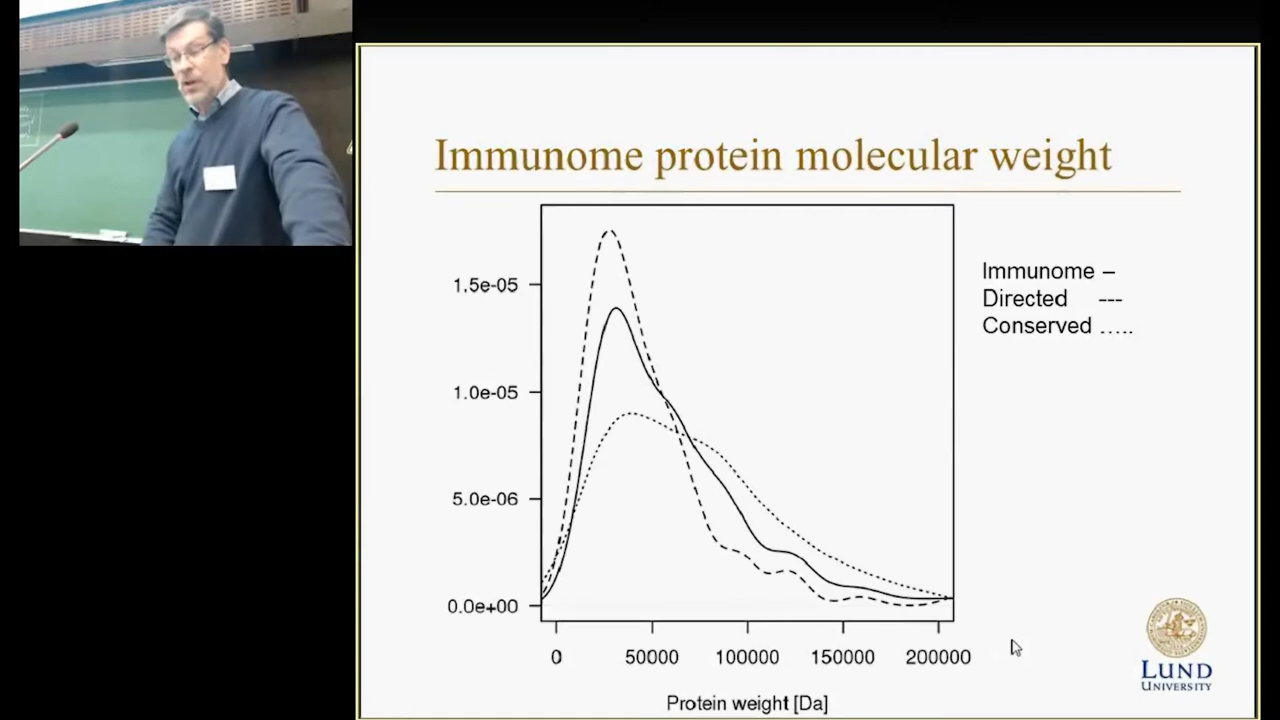 Immunome protein molecular weight
Immunome –
Directed ---
Conserved …..
1.5e-05
1.0e-05
5.0e-06
0.0e+00
0 50000 100000 150000 200000
Protein weight [Da]
LUND
UNIVERSITY